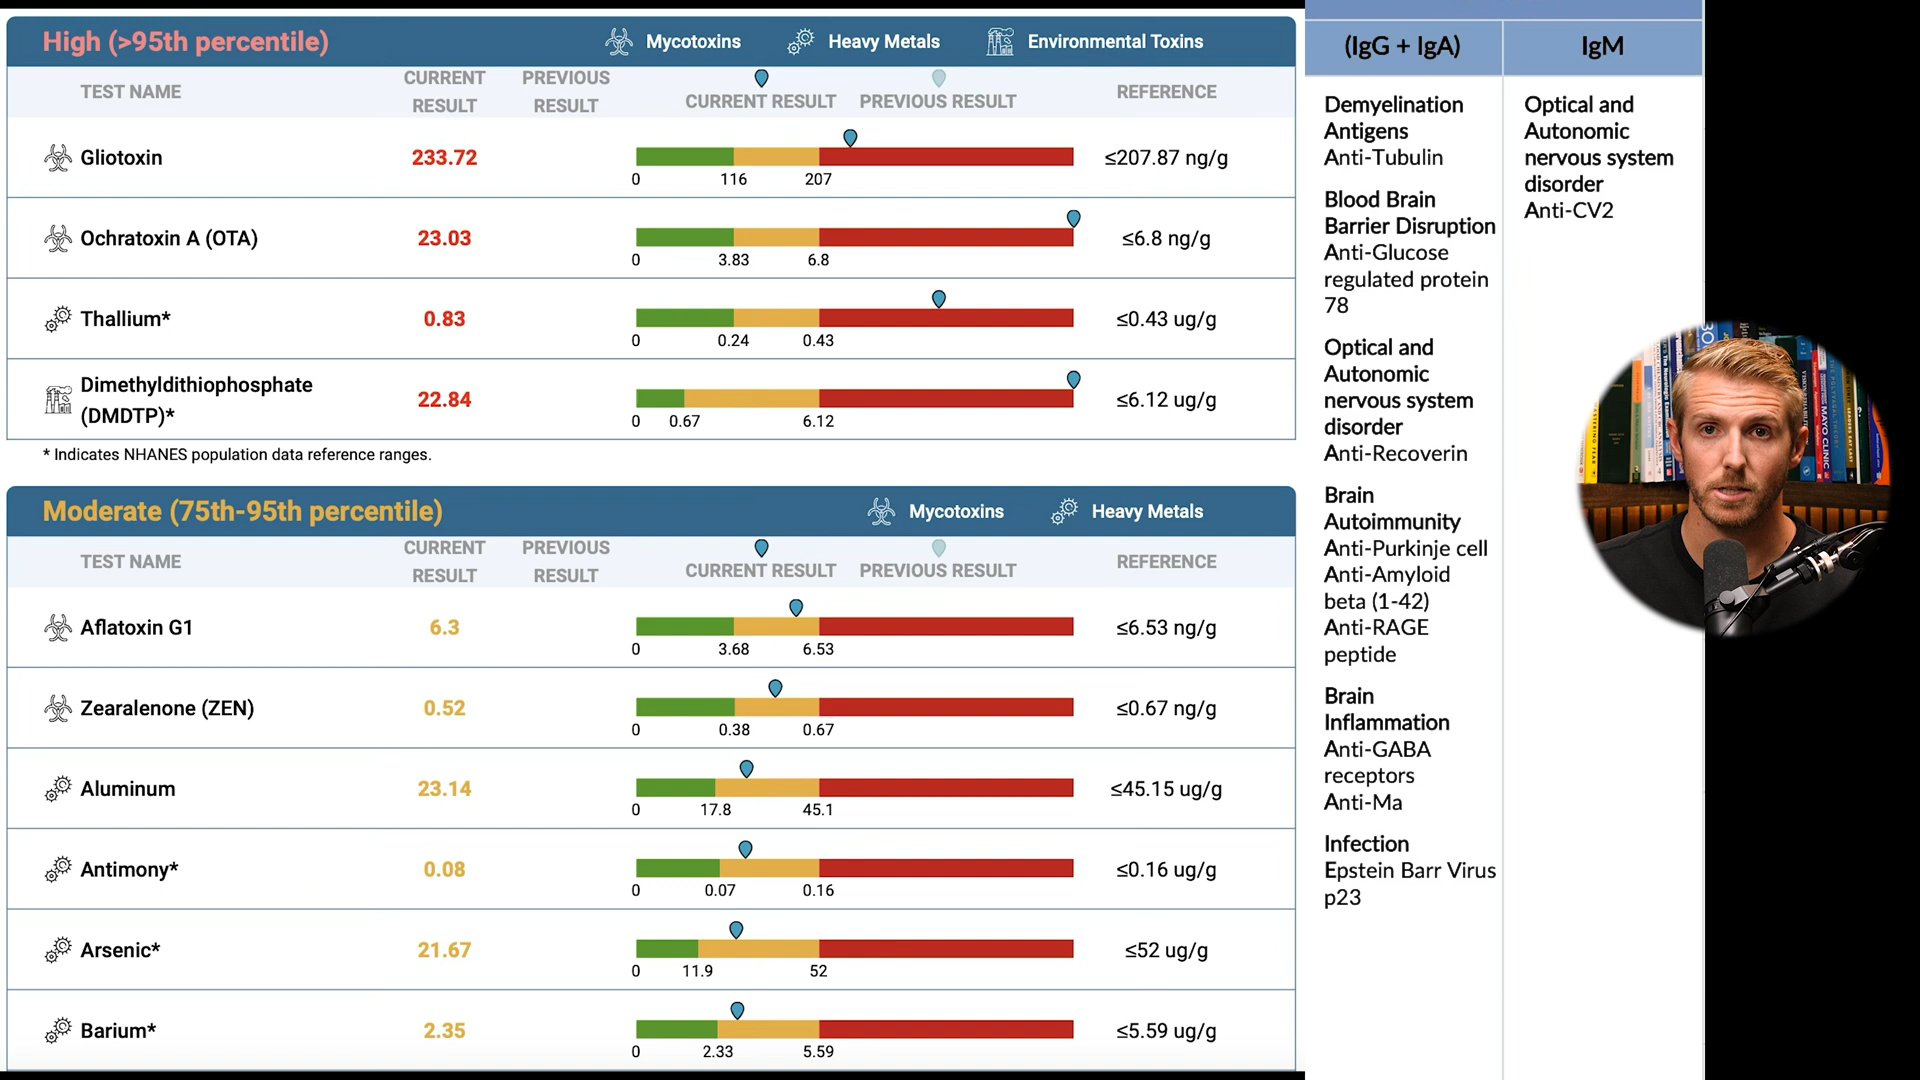 High (>95th percentile)
Mycotoxins
Heavy Metals
Environmental Toxins
TEST NAME
CURRENT RESULT
PREVIOUS RESULT
CURRENT RESULT
PREVIOUS RESULT
REFERENCE
Gliotoxin
233.72
0 116 207
≤207.87 ng/g
Ochratoxin A (OTA)
23.03
0 3.83 6.8
≤6.8 ng/g
Thallium*
0.83
0 0.24 0.43
≤0.43 ug/g
Dimethyldithiophosphate
(DMDTP)*
22.84
0 0.67 6.12
≤6.12 ug/g
* Indicates NHANES population data reference ranges.
Moderate (75th-95th percentile)
Mycotoxins
Heavy Metals
TEST NAME
CURRENT RESULT
PREVIOUS RESULT
CURRENT RESULT
PREVIOUS RESULT
REFERENCE
Aflatoxin G1
6.3
0 3.68 6.53
≤6.53 ng/g
Zearalenone (ZEN)
0.52
0 0.38 0.67
≤0.67 ng/g
Aluminum
23.14
0 17.8 45.1
≤45.15 ug/g
Antimony*
0.08
0 0.07 0.16
≤0.16 ug/g
Arsenic*
21.67
0 11.9 52
≤52 ug/g
Barium*
2.35
0 2.33 5.59
≤5.59 ug/g
(IgG + IgA)
Demyelination
Antigens
Anti-Tubulin
Blood Brain
Barrier Disruption
Anti-Glucose
regulated protein
78
Optical and
Autonomic
nervous system
disorder
Anti-Recoverin
Brain
Autoimmunity
Anti-Purkinje cell
Anti-Amyloid
beta (1-42)
Anti-RAGE
peptide
Brain
Inflammation
Anti-GABA
receptors
Anti-Ma
Infection
Epstein Barr Virus
p23
IgM
Optical and
Autonomic
nervous system
disorder
Anti-CV2
MAYO CLINIC